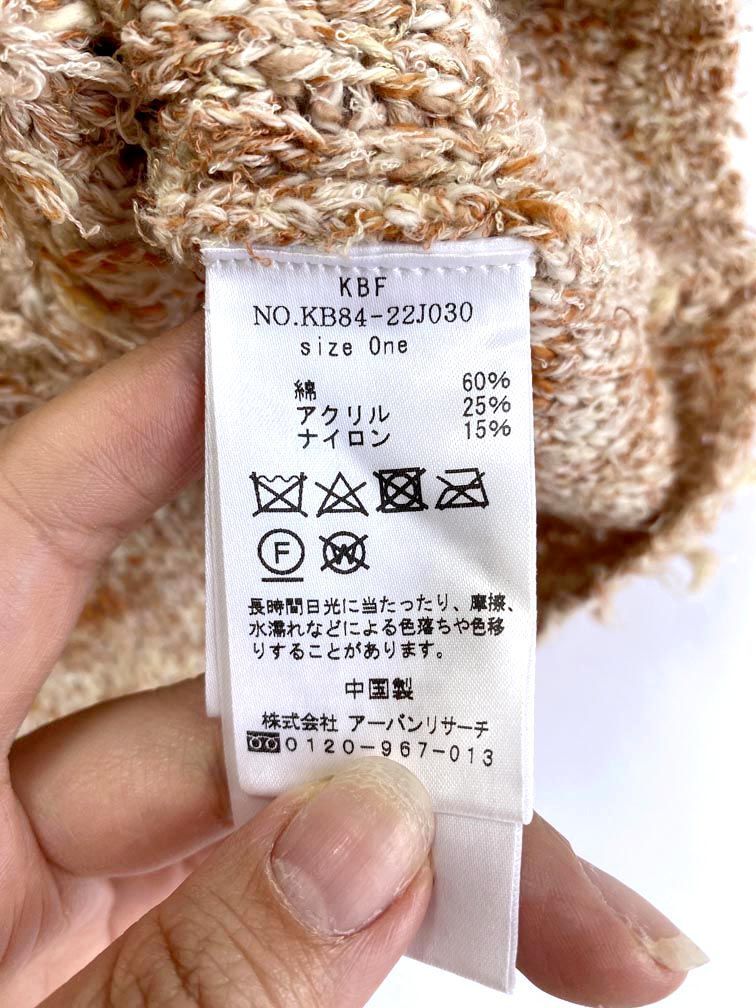 KBF
NO.KB84-22J030
size One
綿 60%
アクリル 25%
ナイロン 15%
F W
長時間日光に当たったり、摩擦、
水濡れなどによる色落ちや色移
りすることがあります。
中国製
株式会社 アーバンリサーチ
0120-967-013